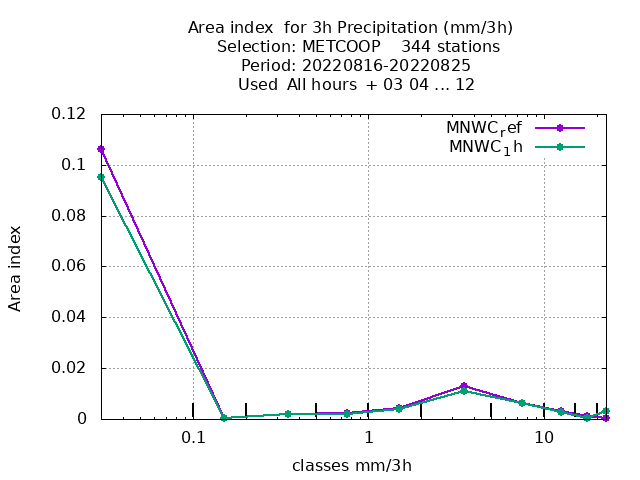 Area index for 3h Precipitation (mm/3h)
Selection: METCOOP 344 stations
Period: 20220816-20220825
Used All hours + 03 04 ... 12
MNWC_ref
MNWC_1h
0.12
0.1
0.08
0.06
0.04
0.02
0
Area index
0.1 1 10
classes mm/3h